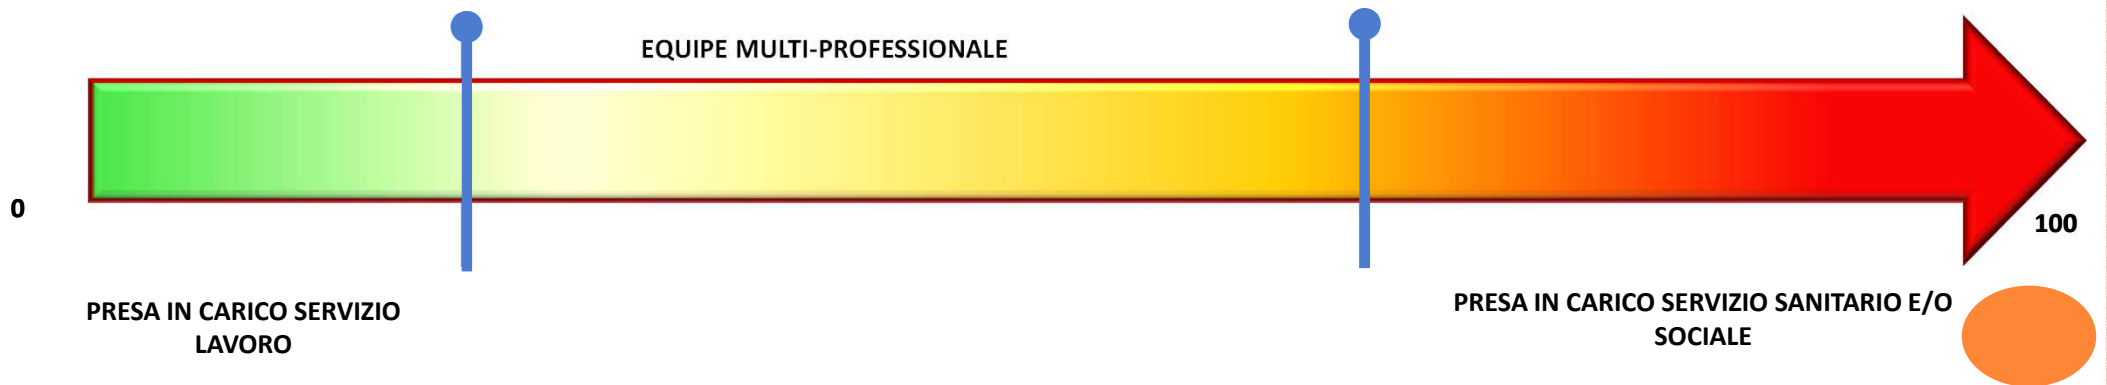 EQUIPE MULTI-PROFESSIONALE
0
100
PRESA IN CARICO SERVIZIO
LAVORO
PRESA IN CARICO SERVIZIO SANITARIO E/O
SOCIALE